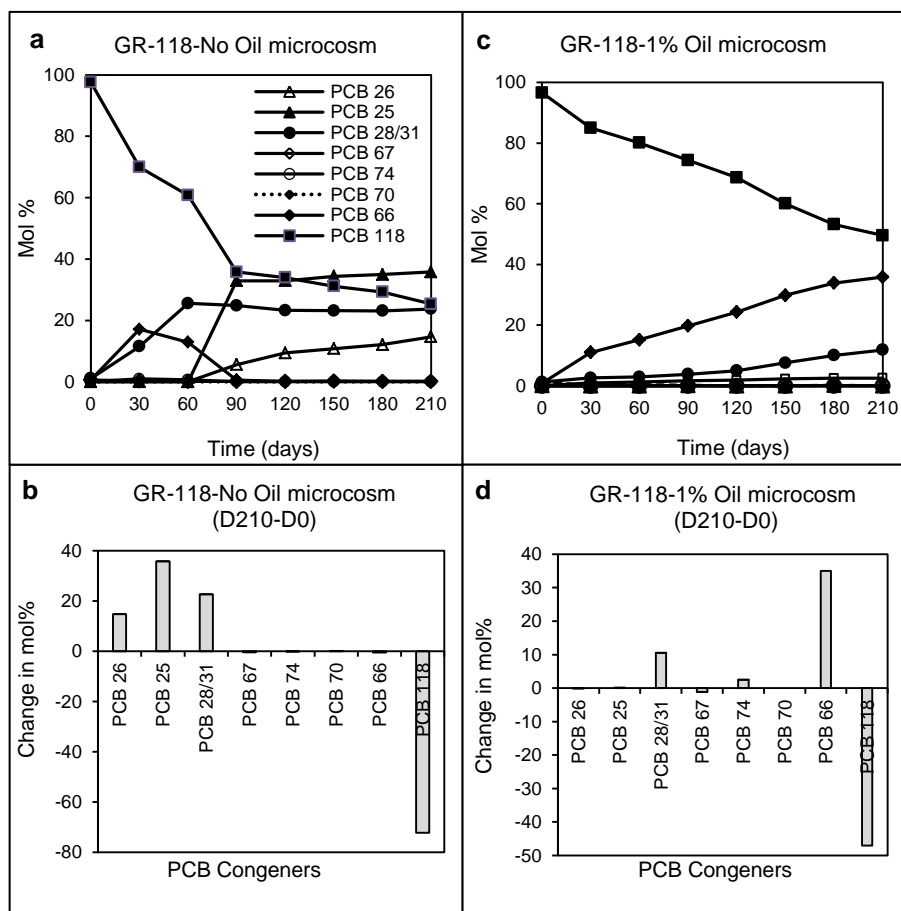 a
GR-118-No Oil microcosm
100
80
60
40
20
0
Mol %
PCB 26
PCB 25
PCB 28/31
PCB 67
PCB 74
PCB 70
PCB 66
PCB 118
0 30 60 90 120 150 180 210
Time (days)
c
GR-118-1% Oil microcosm
100
80
60
40
20
0
Mol %
0 30 60 90 120 150 180 210
Time (days)
b
GR-118-No Oil microcosm
(D210-D0)
40
20
0
-20
-40
-60
-80
Change in mol%
PCB 26
PCB 25
PCB 28/31
PCB 67
PCB 74
PCB 70
PCB 66
PCB 118
PCB Congeners
d
GR-118-1% Oil microcosm
(D210-D0)
40
30
20
10
0
-10
-20
-30
-40
-50
Change in mol%
PCB 26
PCB 25
PCB 28/31
PCB 67
PCB 74
PCB 70
PCB 66
PCB 118
PCB Congeners